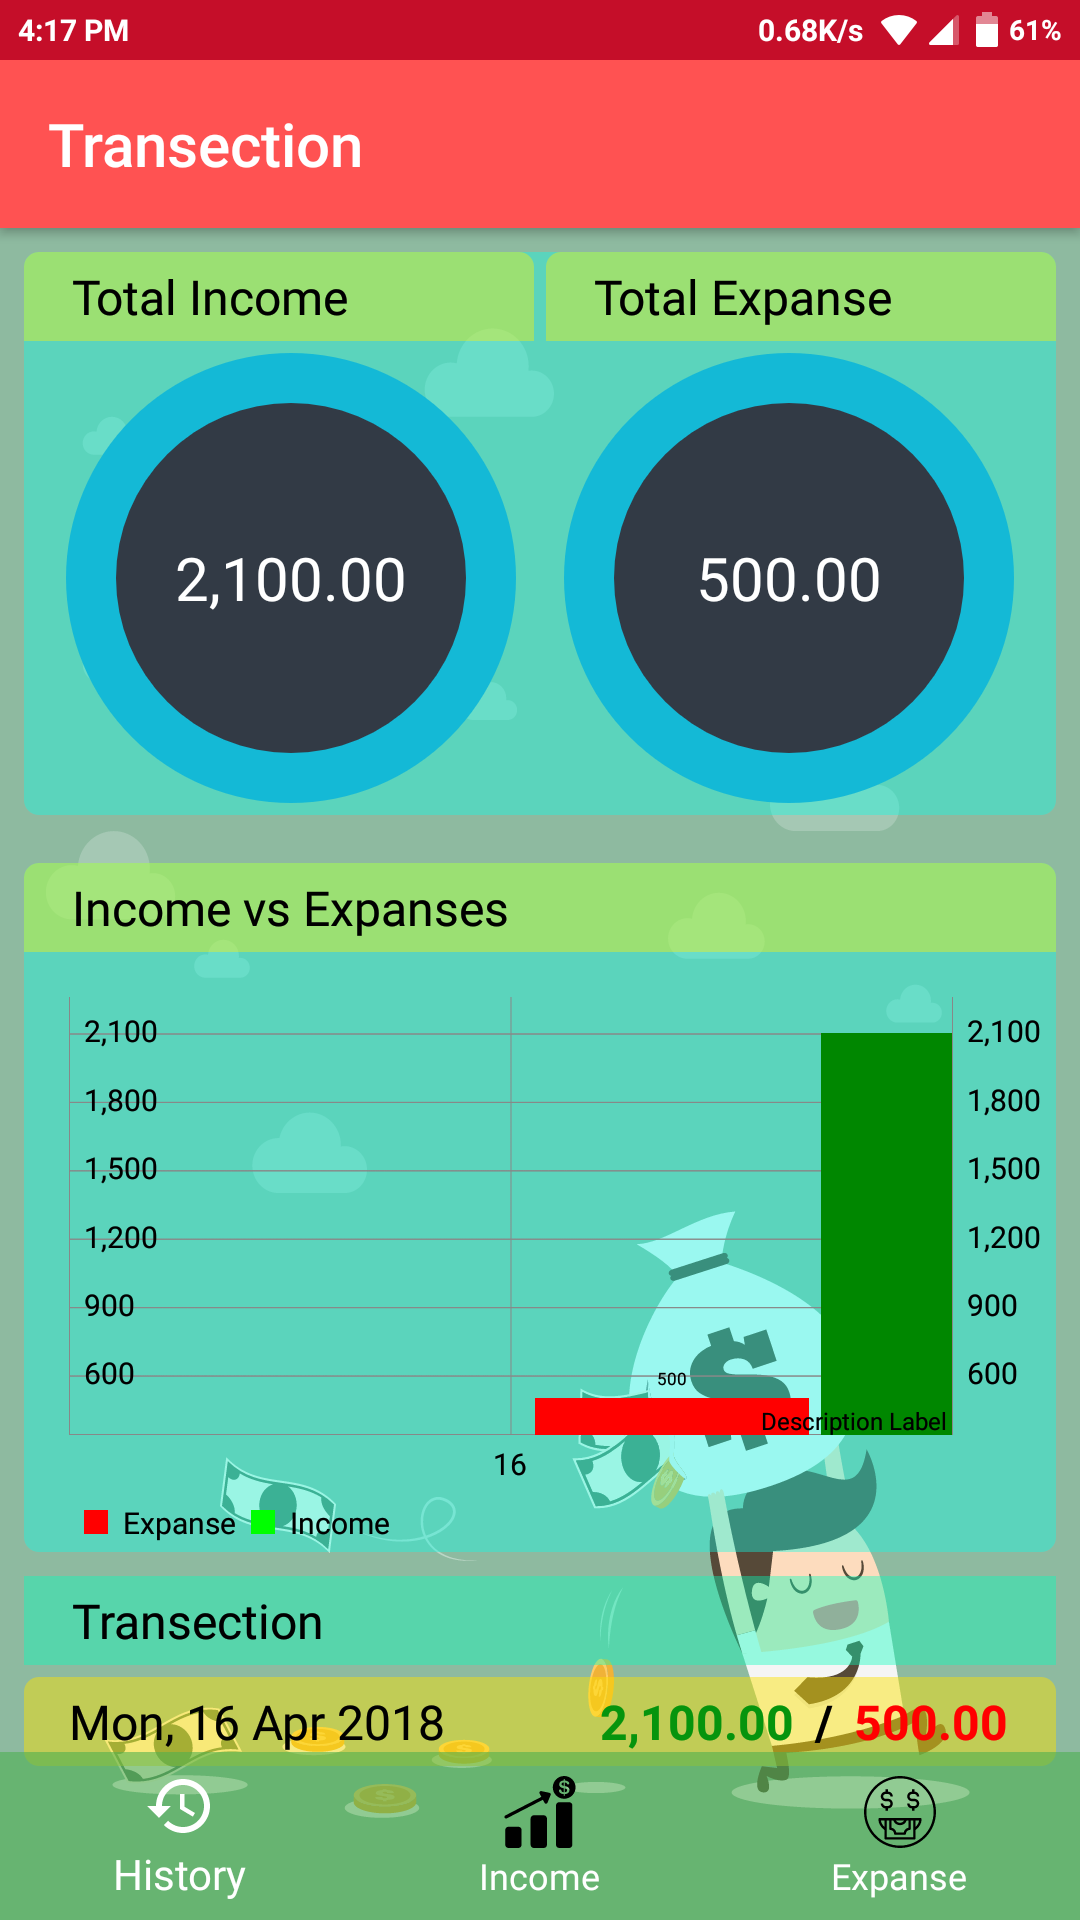 4:17 PM 0.68K/s 61%
Transection
Total Income Total Expanse
2,100.00 500.00
Income vs Expanses
2,100 2,100
1,800 1,800
1,500 1,500
1,200 1,200
900 900
600 600
500
Description Label
16
Expanse Income
Transection
Mon, 16 Apr 2018 2,100.00 / 500.00
History Income Expanse